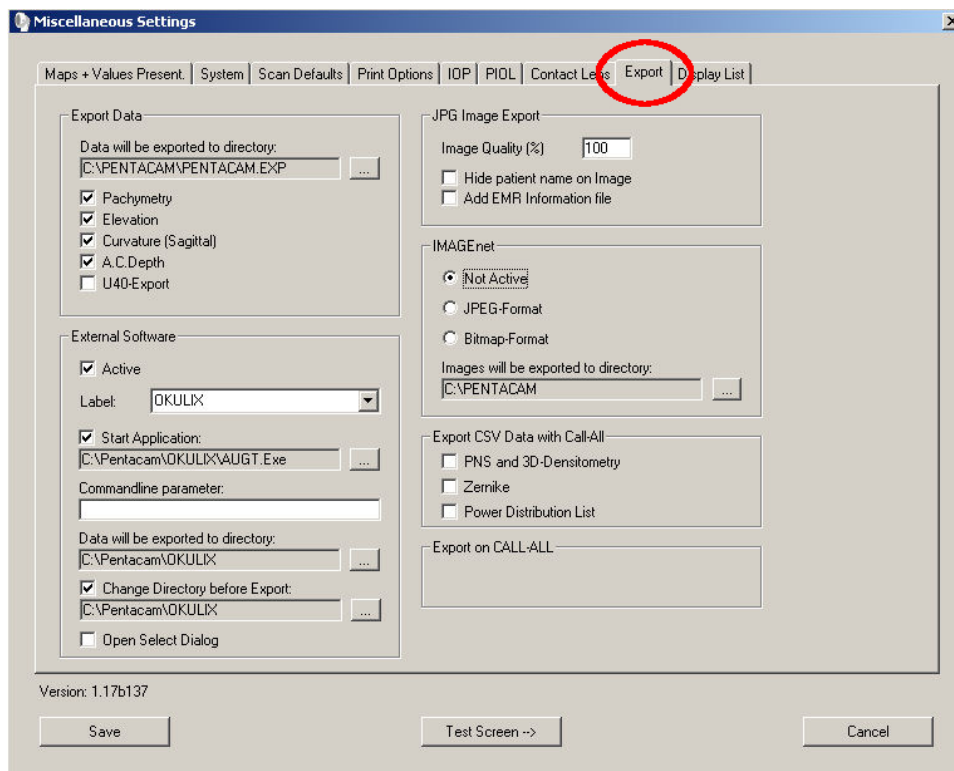 Miscellaneous Settings
Maps + Values Present. System Scan Defaults Print Options IOP PIOL Contact Lens Export Display List
Export Data
Data will be exported to directory:
C:\PENTACAM\PENTACAM.EXP ...
Pachymetry
Elevation
Curvature (Sagittal)
A.C.Depth
U40-Export
External Software
Active
Label: OKULIX
Start Application:
C:\Pentacam\OKULIX\AUGT.Exe ...
Commandline parameter:
Data will be exported to directory:
C:\Pentacam\OKULIX ...
Change Directory before Export:
C:\Pentacam\OKULIX ...
Open Select Dialog
JPG Image Export
Image Quality (%) 100
Hide patient name on Image
Add EMR Information file
IMAGEnet
Not Active
JPEG-Format
Bitmap-Format
Images will be exported to directory:
C:\PENTACAM ...
Export CSV Data with Call-All
PNS and 3D-Densitometry
Zernike
Power Distribution List
Export on CALL-ALL
Version: 1.17b137
Save Test Screen --> Cancel